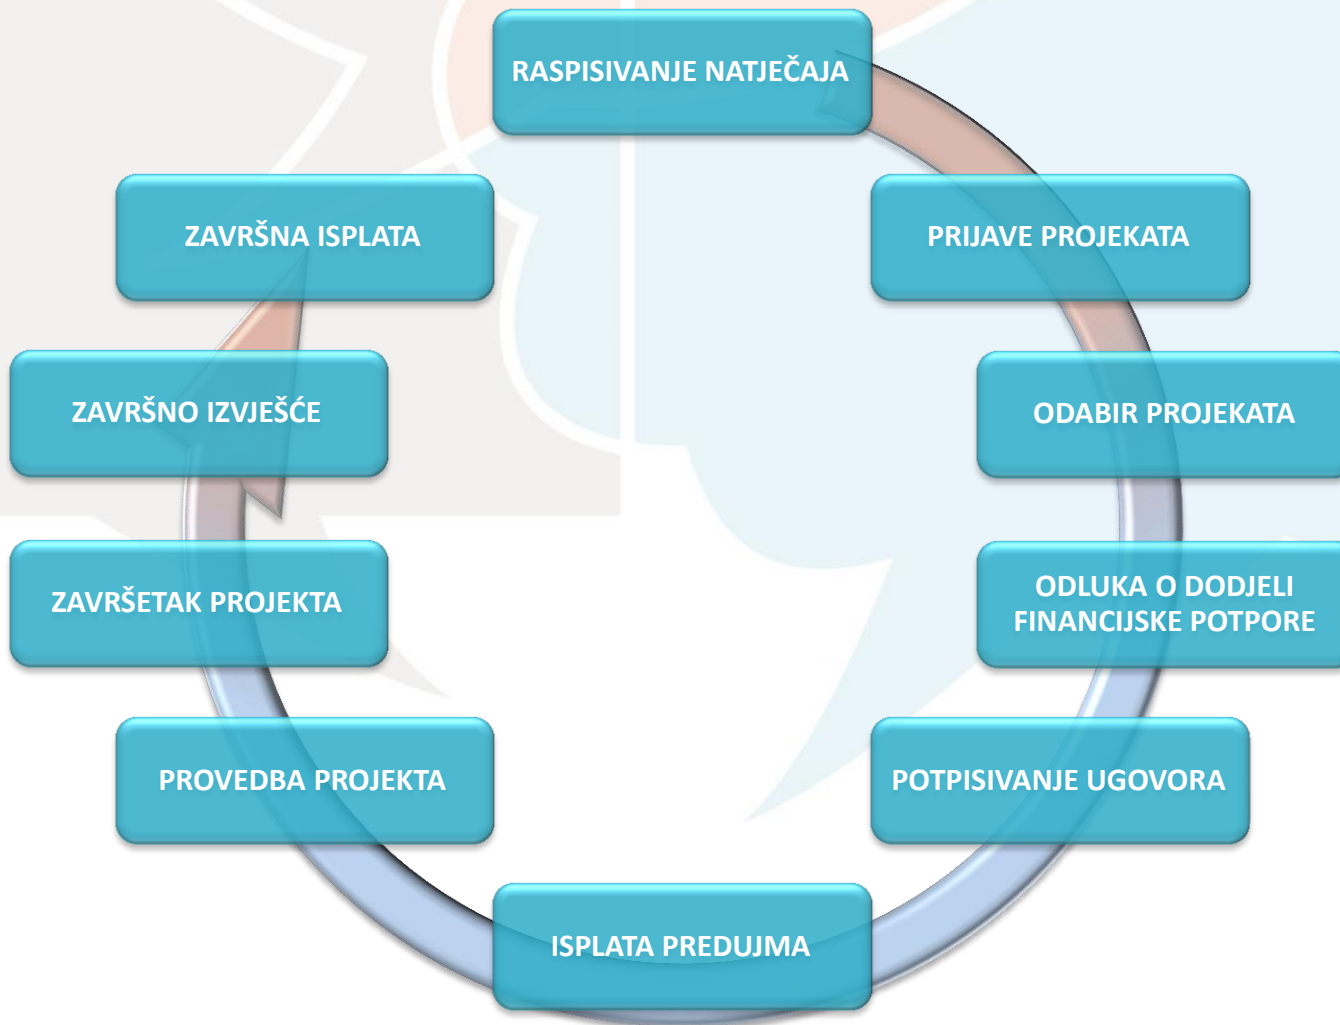 RASPISIVANJE NATJEČAJA
PRIJAVE PROJEKATA
ODABIR PROJEKATA
ODLUKA O DODJELI
FINANCIJSKE POTPORE
POTPISIVANJE UGOVORA
ISPLATA PREDUJMA
PROVEDBA PROJEKTA
ZAVRŠETAK PROJEKTA
ZAVRŠNO IZVJEŠĆE
ZAVRŠNA ISPLATA